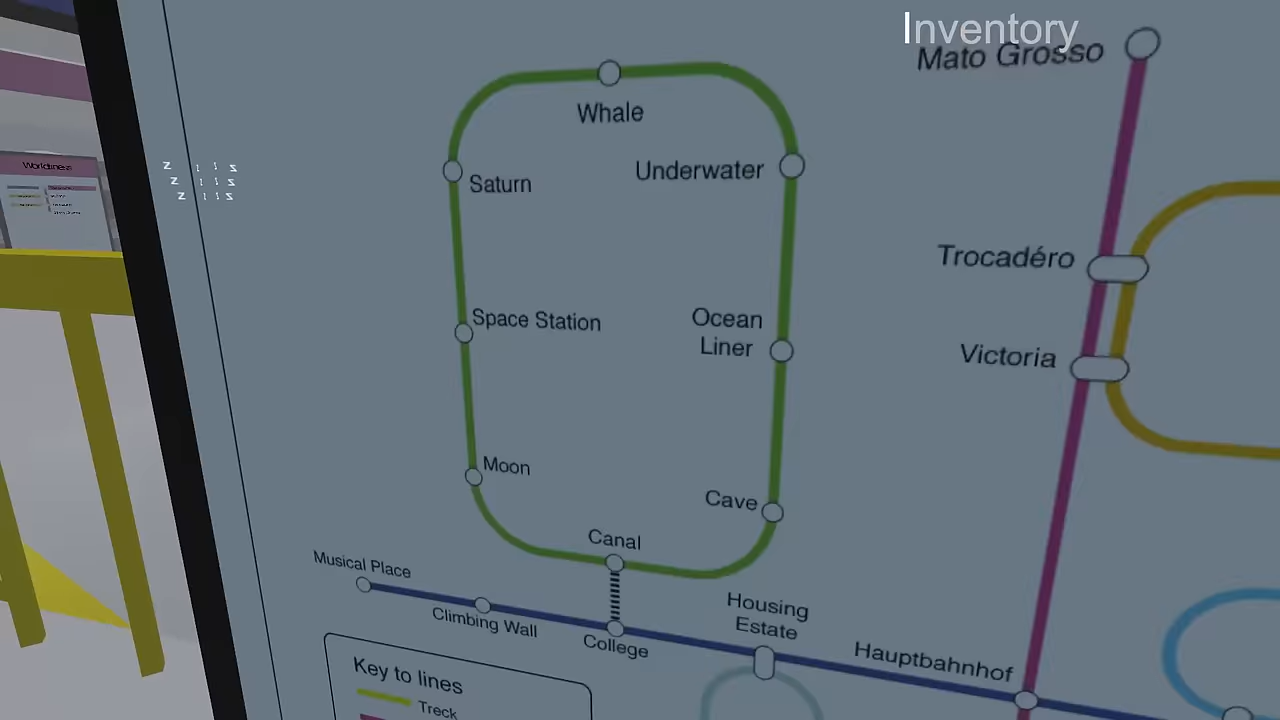 Inventory
Mato Grosso
Whale
Underwater
Saturn
Worldliness
z I I s
z I I s
z I I s
Trocadéro
Space Station
Ocean
Liner
Victoria
Moon
Cave
Canal
Musical Place
Climbing Wall
College
Housing
Estate
Hauptbahnhof
Key to lines
Treck